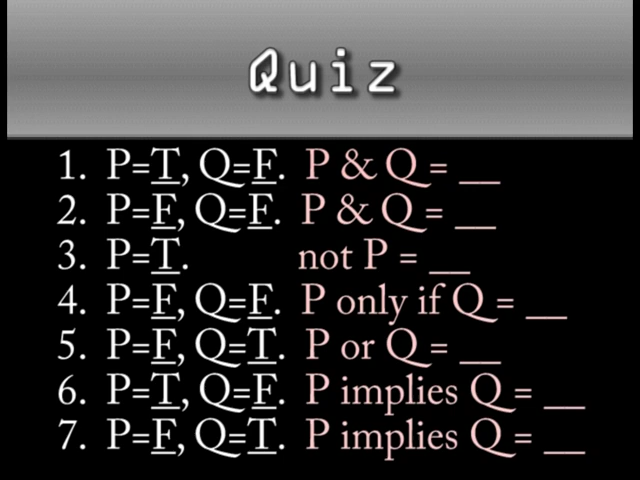 Quiz
1. P=T, Q=F. P & Q = __
2. P=F, Q=F. P & Q = __
3. P=T. not P = __
4. P=F, Q=F. P only if Q = __
5. P=F, Q=T. P or Q = __
6. P=T, Q=F. P implies Q = __
7. P=F, Q=T. P implies Q = __